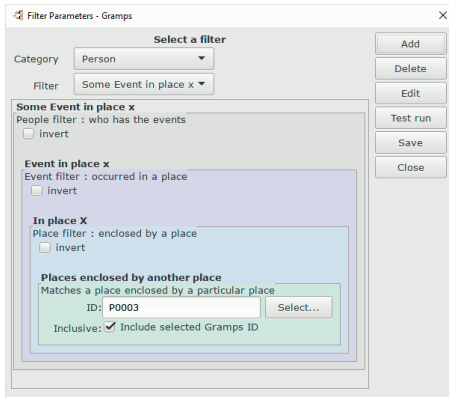 Filter Parameters - Gramps
Select a filter
Category Person
Filter Some Event in place x
Add
Delete
Edit
Test run
Save
Close
Some Event in place x
People filter : who has the events
invert
Event in place x
Event filter : occurred in a place
invert
In place X
Place filter : enclosed by a place
invert
Places enclosed by another place
Matches a place enclosed by a particular place
ID: P0003 Select...
Inclusive: Include selected Gramps ID